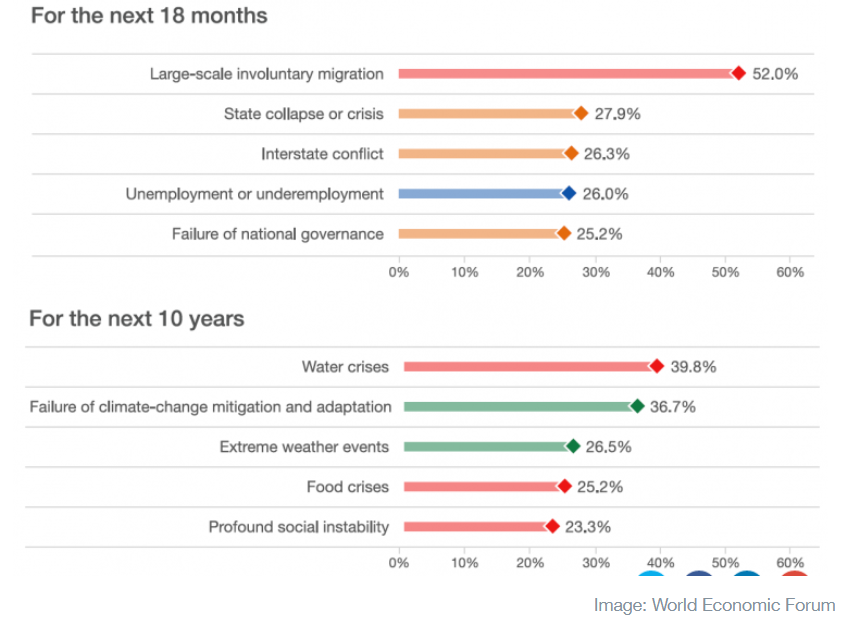 For the next 18 months
Large-scale involuntary migration 52.0%
State collapse or crisis 27.9%
Interstate conflict 26.3%
Unemployment or underemployment 26.0%
Failure of national governance 25.2%
0% 10% 20% 30% 40% 50% 60%
For the next 10 years
Water crises 39.8%
Failure of climate-change mitigation and adaptation 36.7%
Extreme weather events 26.5%
Food crises 25.2%
Profound social instability 23.3%
0% 10% 20% 30% 40% 50% 60%
Image: World Economic Forum